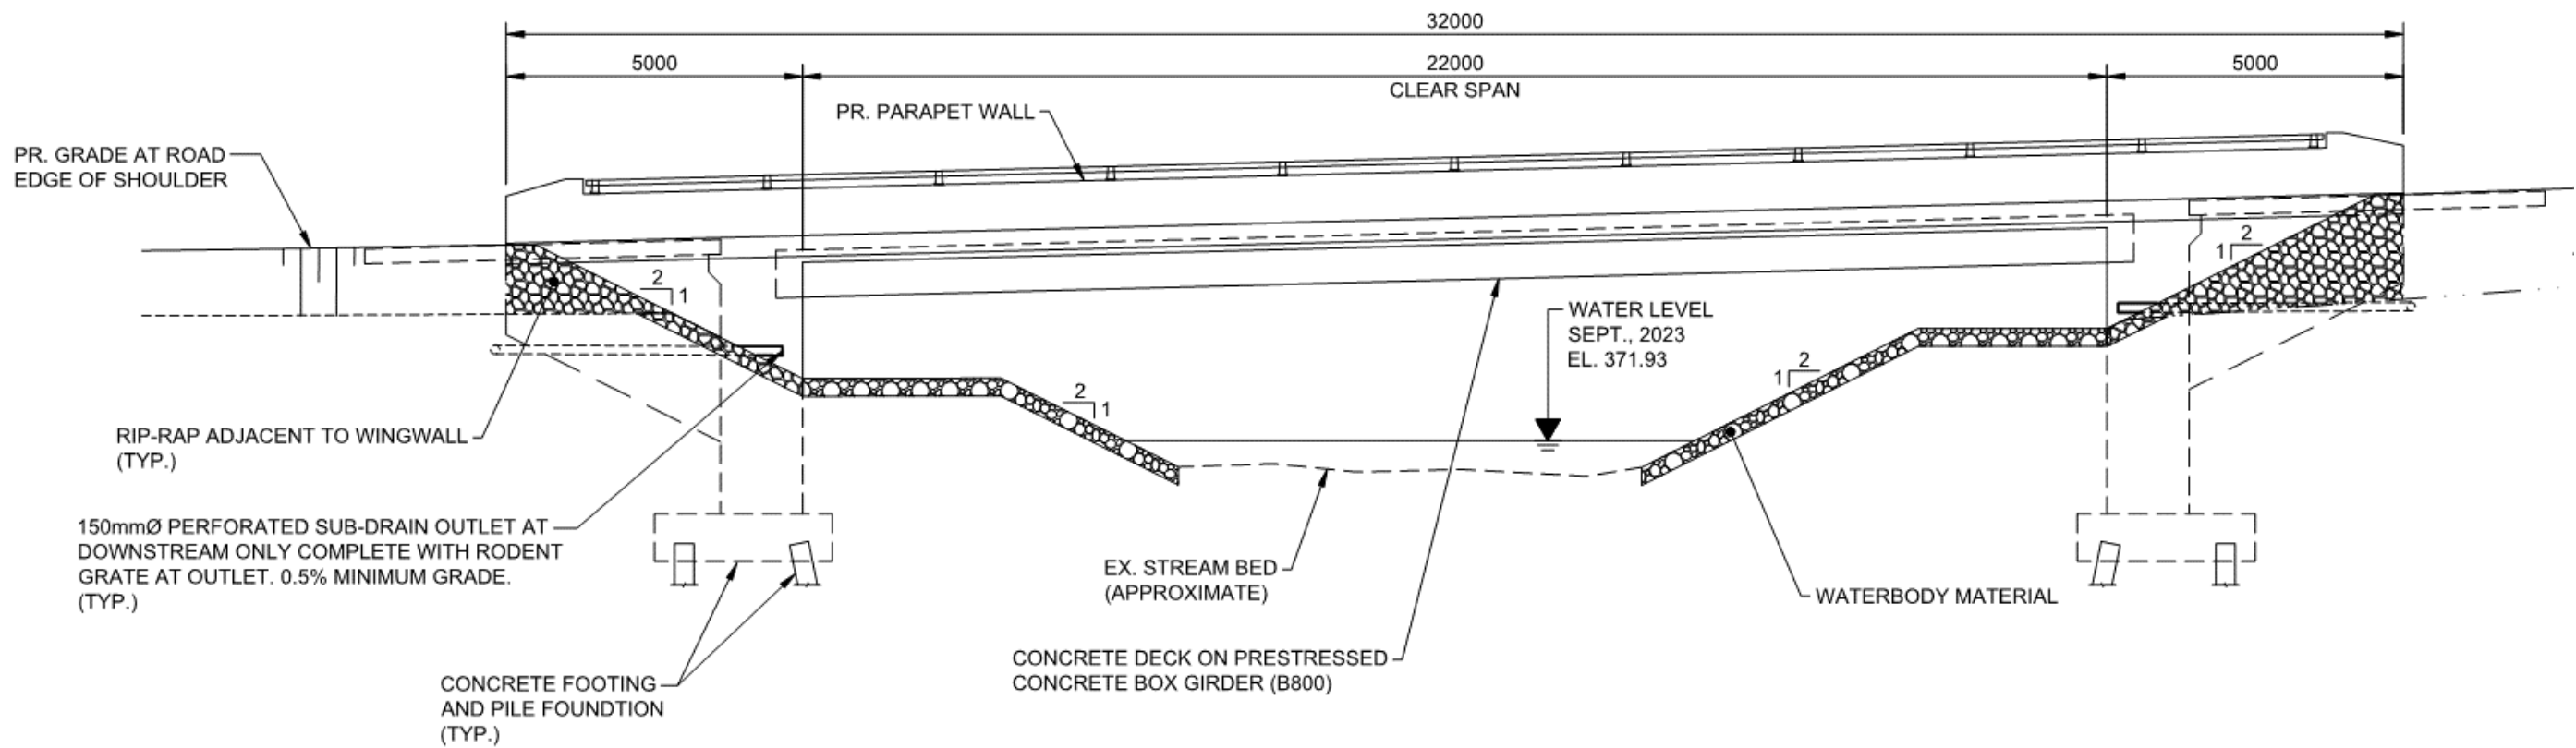 32000
5000
22000
5000
CLEAR SPAN
PR. PARAPET WALL
PR. GRADE AT ROAD
EDGE OF SHOULDER
2
1
2
1
WATER LEVEL
SEPT., 2023
EL. 371.93
2
1
2
1
RIP-RAP ADJACENT TO WINGWALL
(TYP.)
150mmØ PERFORATED SUB-DRAIN OUTLET AT
DOWNSTREAM ONLY COMPLETE WITH RODENT
GRATE AT OUTLET. 0.5% MINIMUM GRADE.
(TYP.)
EX. STREAM BED
(APPROXIMATE)
WATERBODY MATERIAL
CONCRETE DECK ON PRESTRESSED
CONCRETE BOX GIRDER (B800)
CONCRETE FOOTING
AND PILE FOUNDTION
(TYP.)